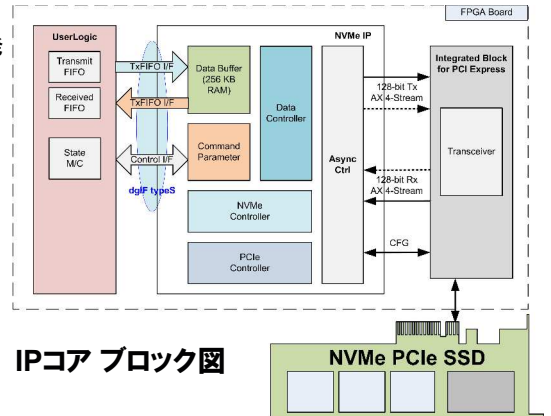 FPGA Board
UserLogic
Transmit
FIFO
Received
FIFO
State
M/C
TxFIFO I/F
TxFIFO I/F
Control I/F
dgIF typeS
NVMe IP
Data Buffer
(256 KB
RAM)
Command
Parameter
Data
Controller
NVMe
Controller
PCIe
Controller
Async
Ctrl
128-bit Tx
AX 4-Stream
128-bit Rx
AX 4-Stream
CFG
Integrated Block
for PCI Express
Transceiver
IPコア ブロック図
NVMe PCIe SSD